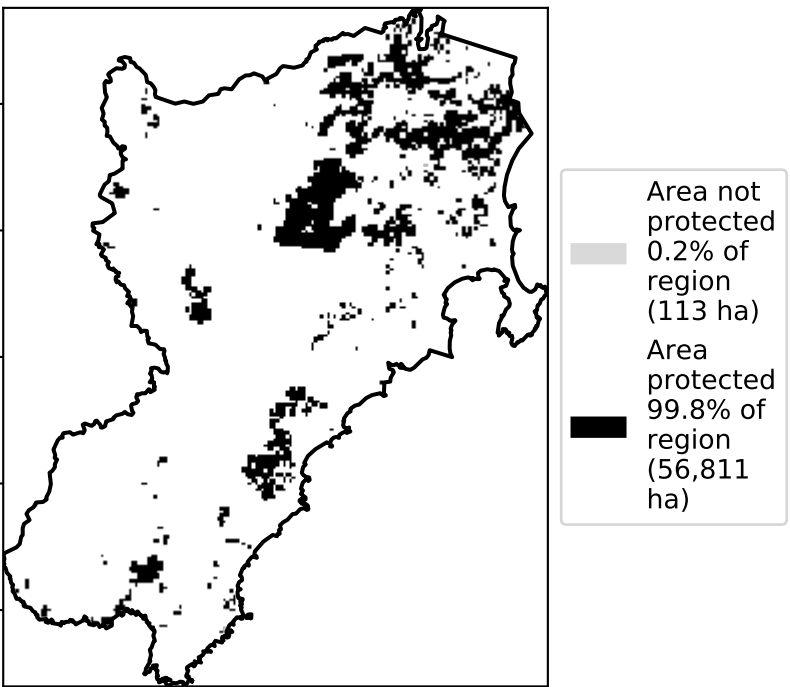 Area not
protected
0.2% of
region
(113 ha)
Area
protected
99.8% of
region
(56,811
ha)